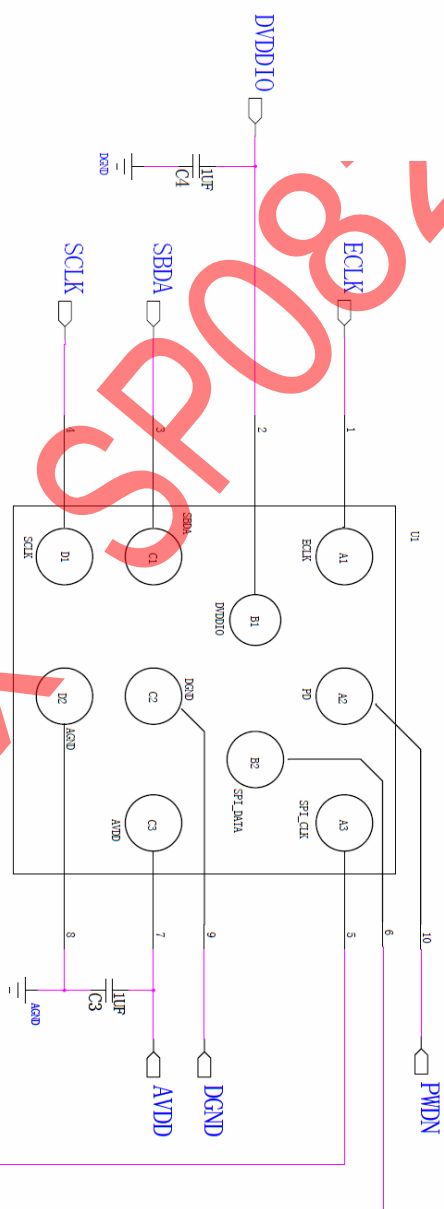 DVDDIO
C4
1UF
DGND
SCLK
SBDA
ECLK
SP082
4
3
2
1
U1
SCLK
D1
SBDA
C1
DVDDIO
B1
ECLK
A1
D2
AGND
C2
DGND
B2
SPI_DATA
PD
A2
C3
AVDD
SPI_CLK
A3
8
7
9
5
6
10
AGND
C3
1UF
AVDD
DGND
PWDN